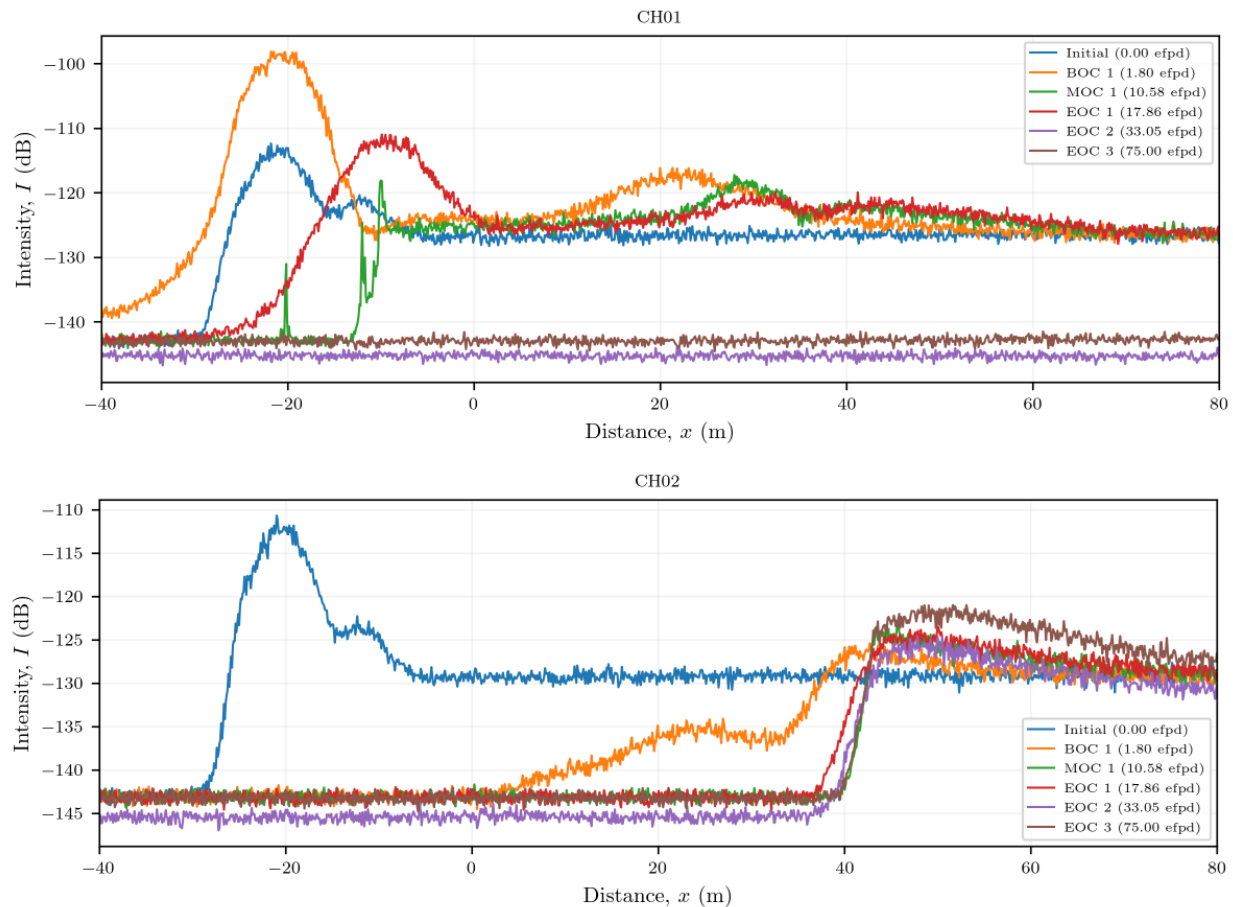 CH01
Intensity, I (dB)
−100
−110
−120
−130
−140
Initial (0.00 efpd)
BOC 1 (1.80 efpd)
MOC 1 (10.58 efpd)
EOC 1 (17.86 efpd)
EOC 2 (33.05 efpd)
EOC 3 (75.00 efpd)
−40 −20 0 20 40 60 80
Distance, x (m)
CH02
Intensity, I (dB)
−110
−115
−120
−125
−130
−135
−140
−145
Initial (0.00 efpd)
BOC 1 (1.80 efpd)
MOC 1 (10.58 efpd)
EOC 1 (17.86 efpd)
EOC 2 (33.05 efpd)
EOC 3 (75.00 efpd)
−40 −20 0 20 40 60 80
Distance, x (m)